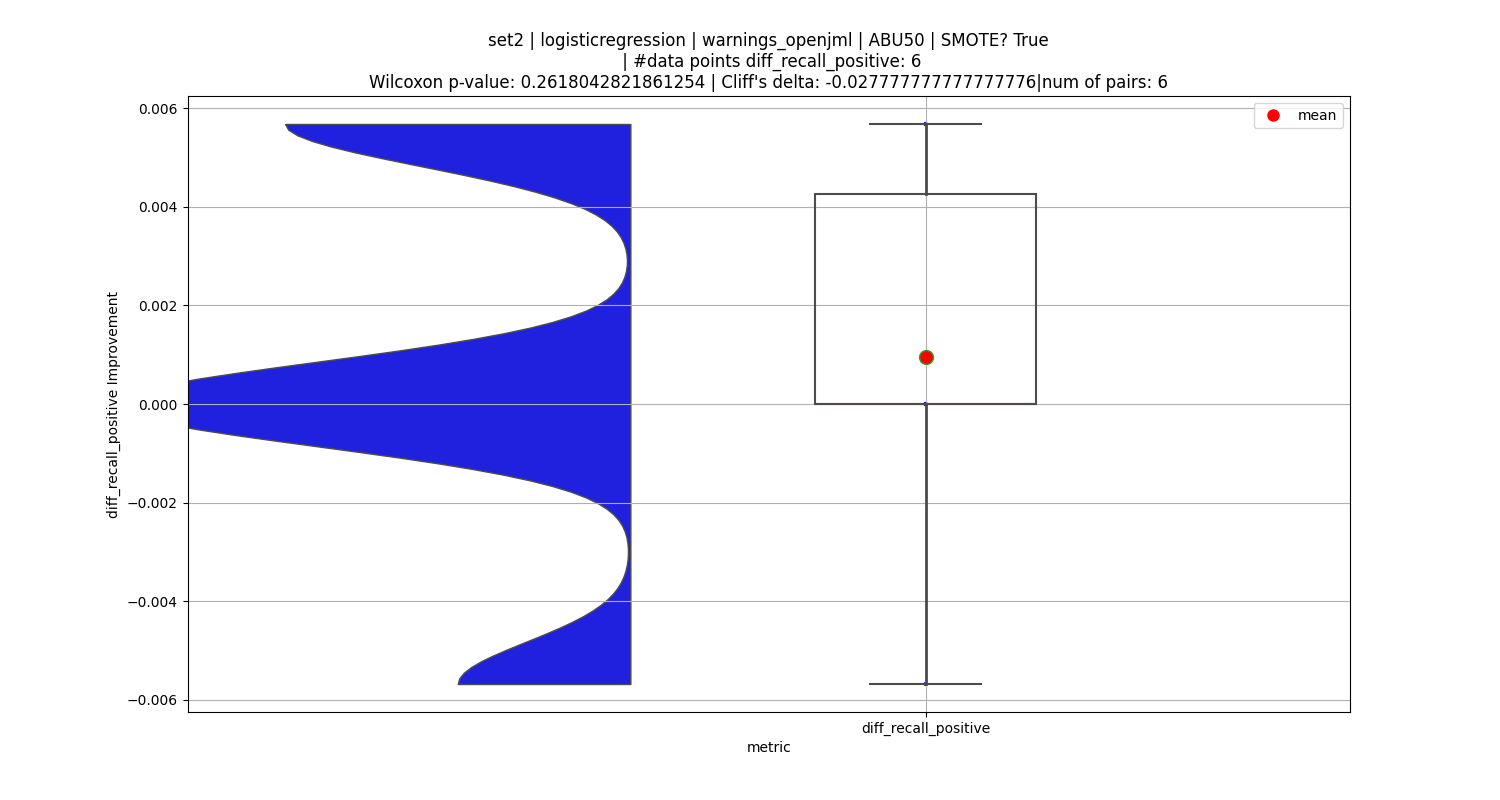 set2 | logisticregression | warnings_openjml | ABU50 | SMOTE? True
| #data points diff_recall_positive: 6
Wilcoxon p-value: 0.2618042821861254 | Cliff's delta: -0.027777777777777776|num of pairs: 6
mean
0.006
0.004
0.002
0.000
−0.002
−0.004
−0.006
diff_recall_positive Improvement
diff_recall_positive
metric